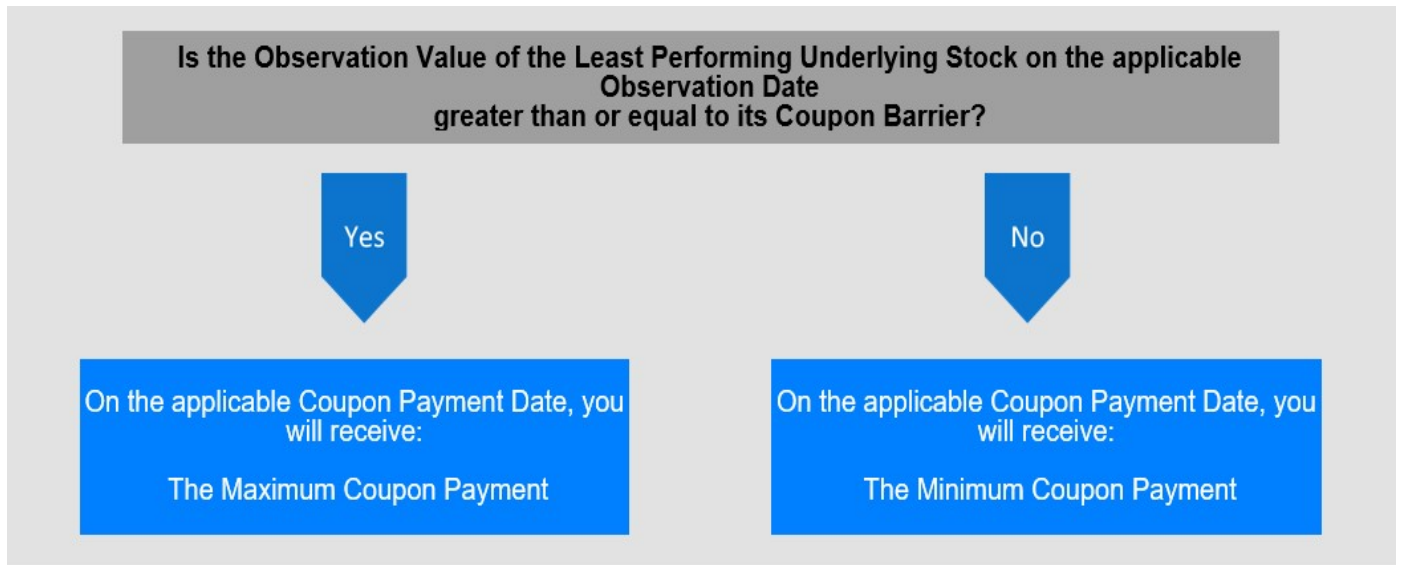 Is the Observation Value of the Least Performing Underlying Stock on the applicable
Observation Date
greater than or equal to its Coupon Barrier?
Yes
No
On the applicable Coupon Payment Date, you
will receive:
The Maximum Coupon Payment
On the applicable Coupon Payment Date, you
will receive:
The Minimum Coupon Payment